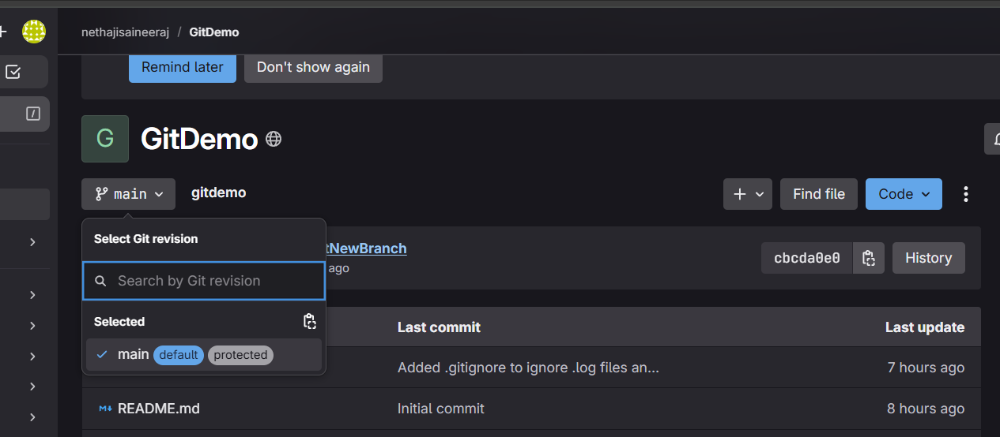 nethajisaineeraj / GitDemo
Remind later Don't show again
G GitDemo
main gitdemo Find file Code
Select Git revision
tNewBranch
ago
cbcda0e0 History
Search by Git revision
Selected
Last commit Last update
main default protected
Added .gitignore to ignore .log files an... 7 hours ago
README.md Initial commit 8 hours ago